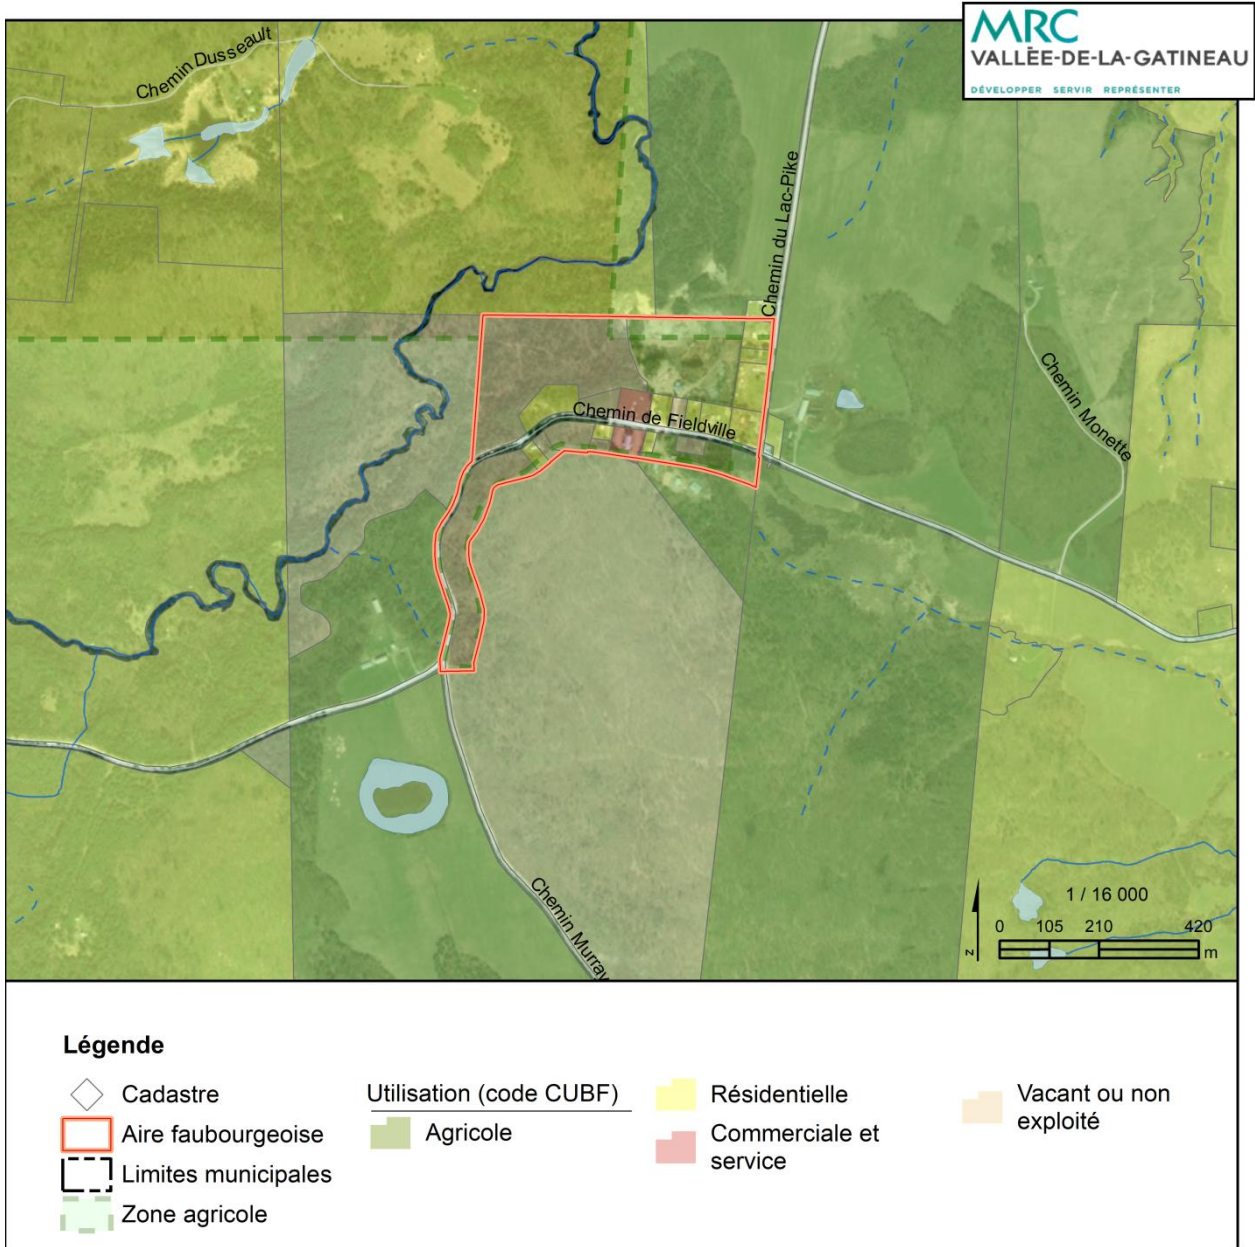 MRC
VALLÉE-DE-LA-GATINEAU
DÉVELOPPER SERVIR REPRÉSENTER
Chemin Dusseault
Chemin du Lac-Pike
Chemin Monette
Chemin de Fieldville
Chemin Murray
1 / 16 000
0 105 210 420
m
z
Légende
Cadastre
Aire faubourgeoise
Limites municipales
Zone agricole
Utilisation (code CUBF)
Agricole
Résidentielle
Commerciale et
service
Vacant ou non
exploité